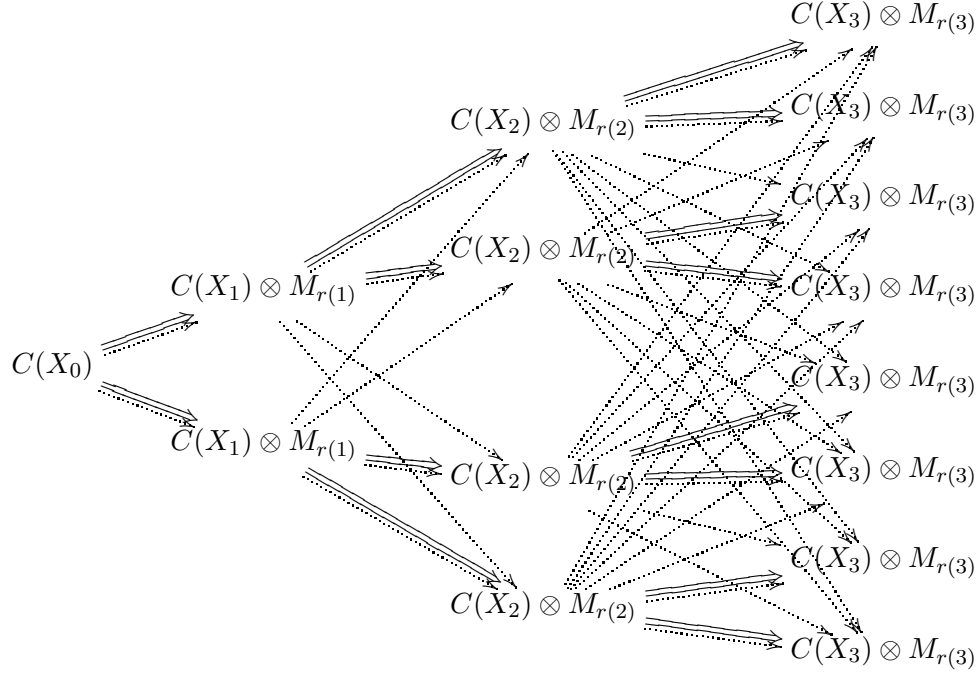 C(X_3) ⊗ M_{r(3)}
C(X_3) ⊗ M_{r(3)}
C(X_2) ⊗ M_{r(2)}
C(X_3) ⊗ M_{r(3)}
C(X_2) ⊗ M_{r(2)}
C(X_1) ⊗ M_{r(1)}
C(X_3) ⊗ M_{r(3)}
C(X_0)
C(X_3) ⊗ M_{r(3)}
C(X_1) ⊗ M_{r(1)}
C(X_3) ⊗ M_{r(3)}
C(X_2) ⊗ M_{r(2)}
C(X_3) ⊗ M_{r(3)}
C(X_2) ⊗ M_{r(2)}
C(X_3) ⊗ M_{r(3)}